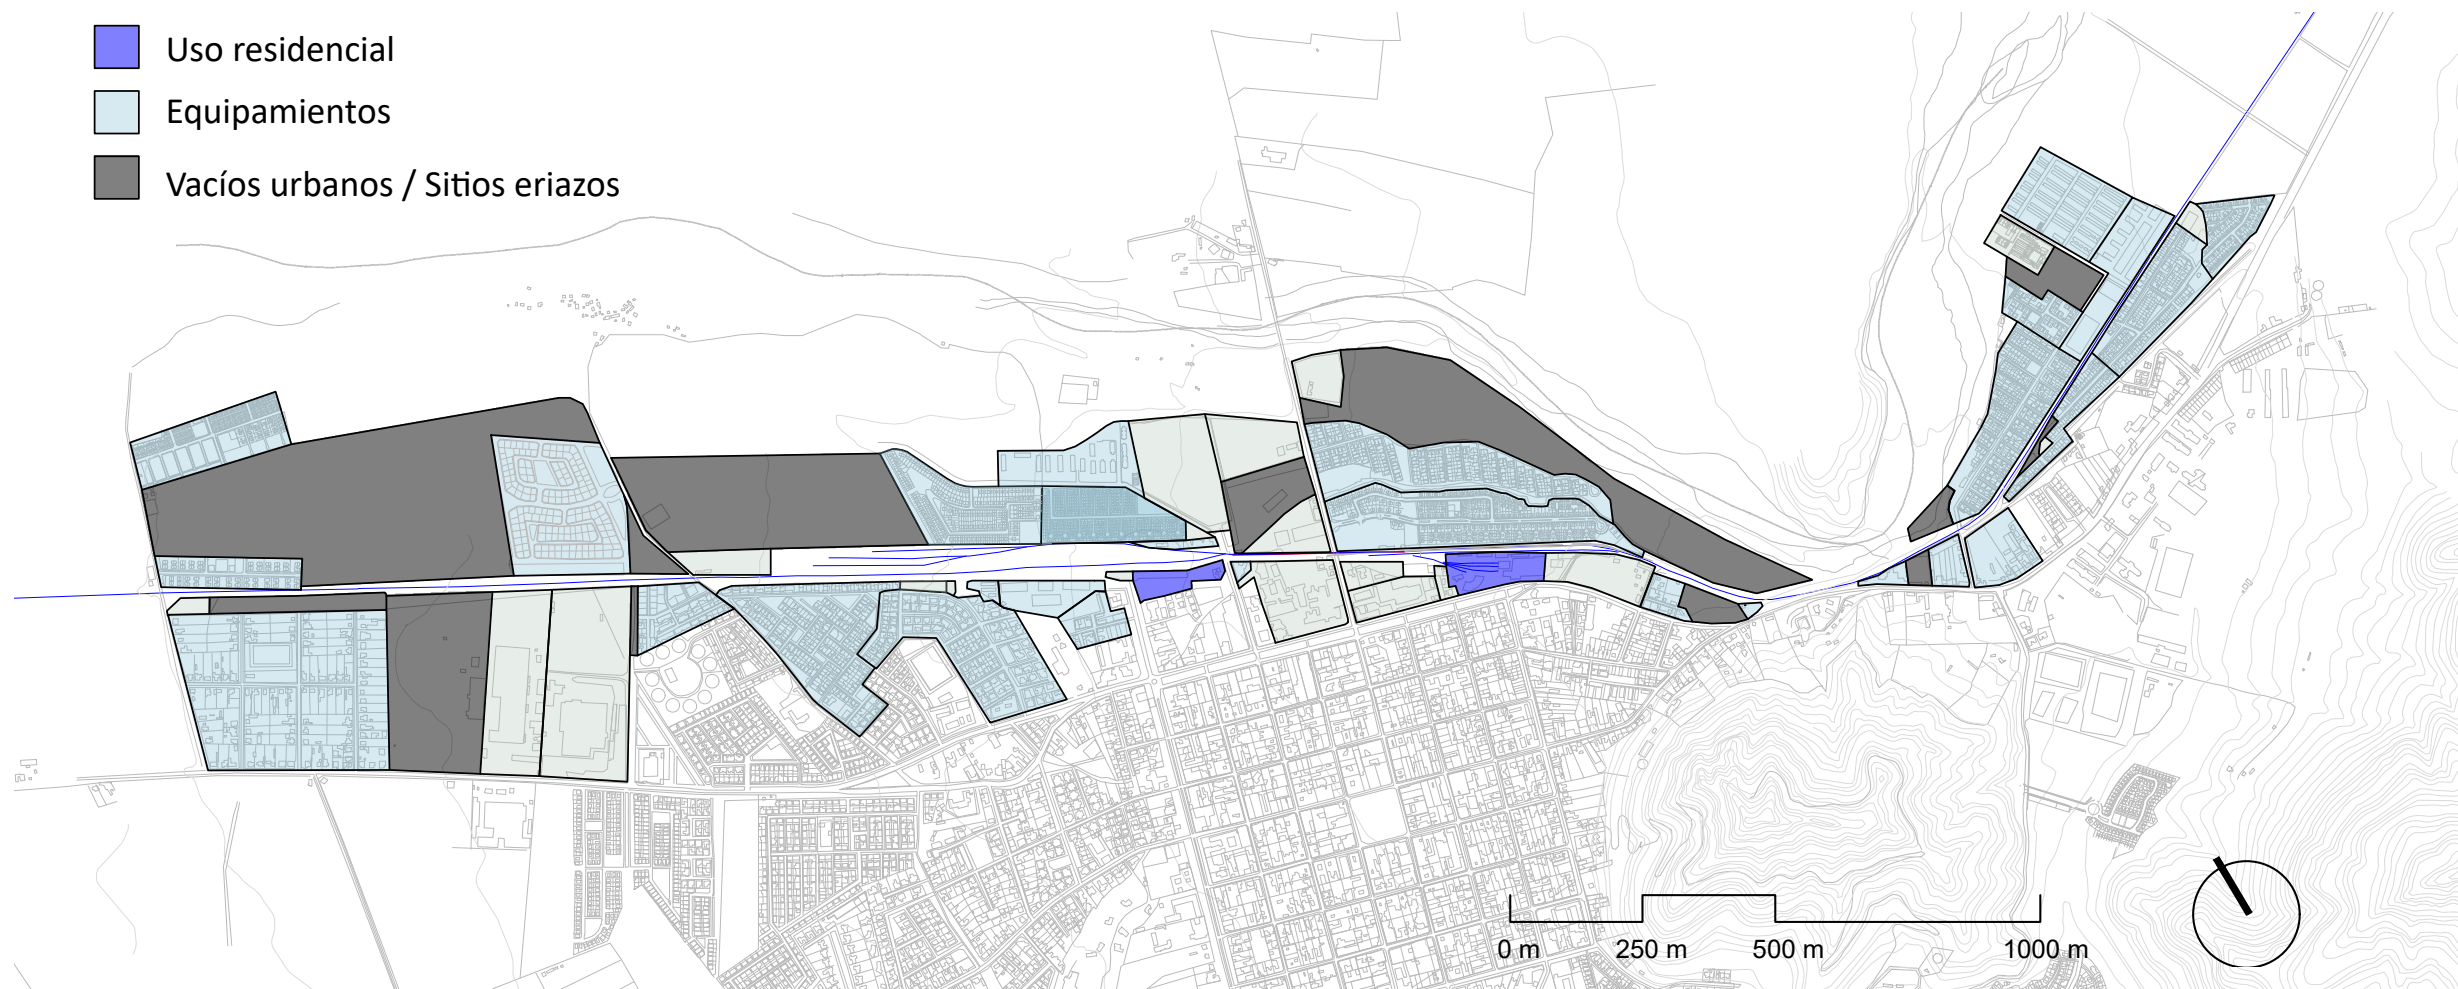 Uso residencial
Equipamientos
Vacíos urbanos / Sitios eriazos
0 m 250 m 500 m 1000 m